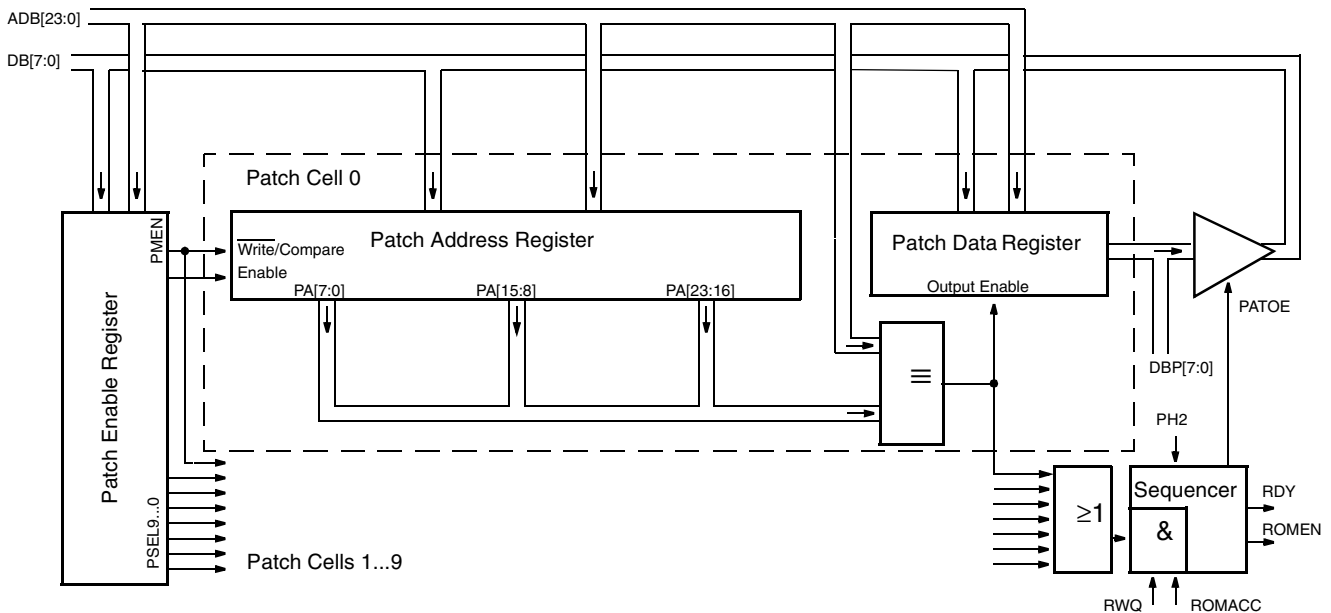 ADB[23:0]
DB[7:0]
Patch Cell 0
PMEN
Patch Enable Register
PSEL9...0
Write/Compare
Enable
Patch Address Register
PA[7:0]
PA[15:8]
PA[23:16]
Patch Data Register
Output Enable
PATOE
DBP[7:0]
≡
PH2
Patch Cells 1...9
≥1
Sequencer
&
RDY
ROMEN
RWQ
ROMACC